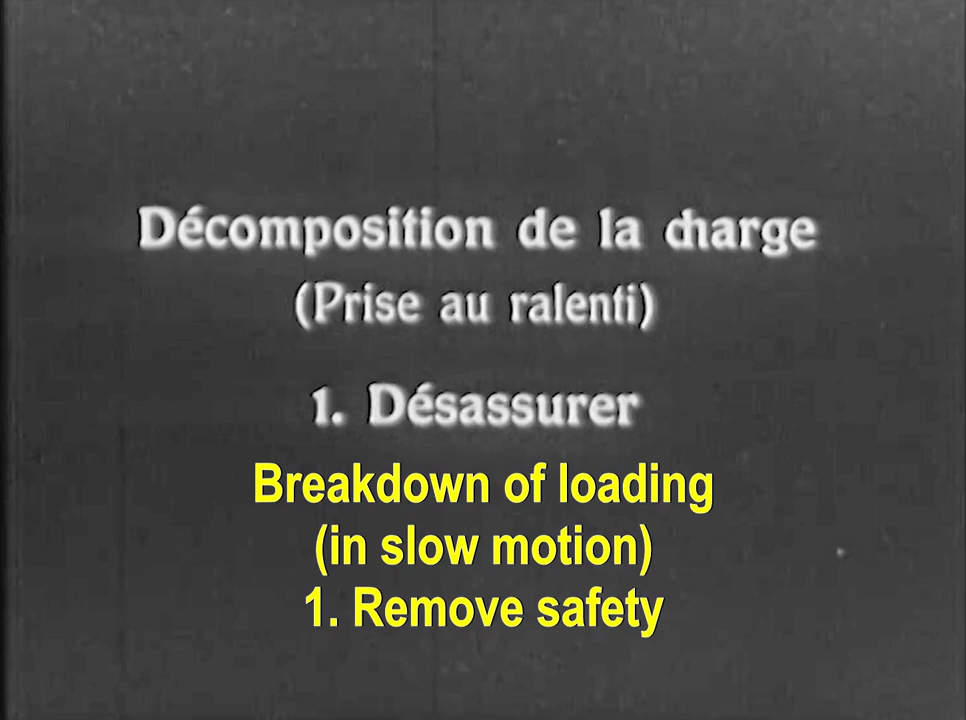 Décomposition de la charge
(Prise au ralenti)
1. Désassurer
Breakdown of loading
(in slow motion)
1. Remove safety